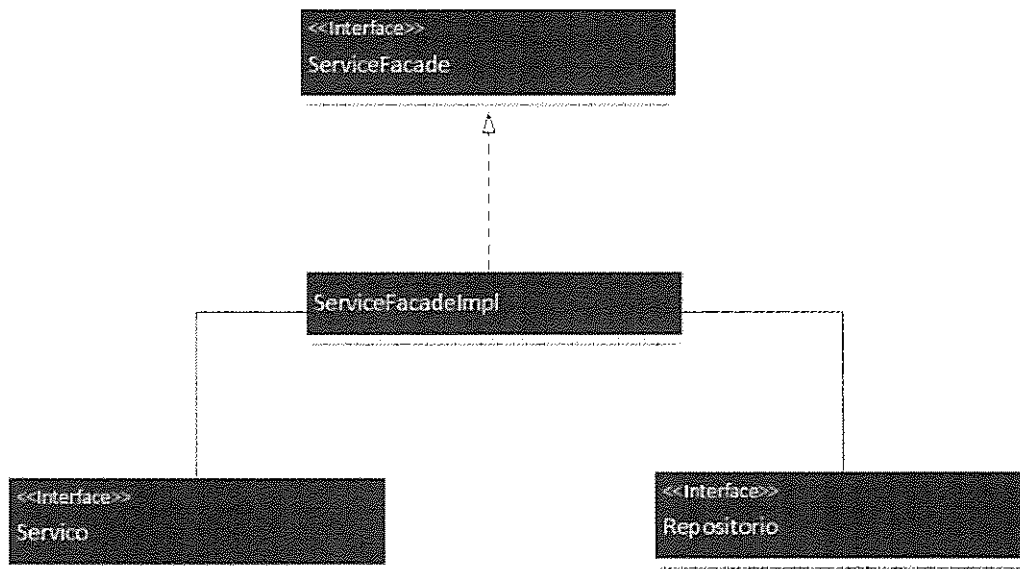 <<Interface>>
ServiceFacade
ServiceFacadeImpl
<<Interface>>
Servico
<<Interface>>
Repositorio